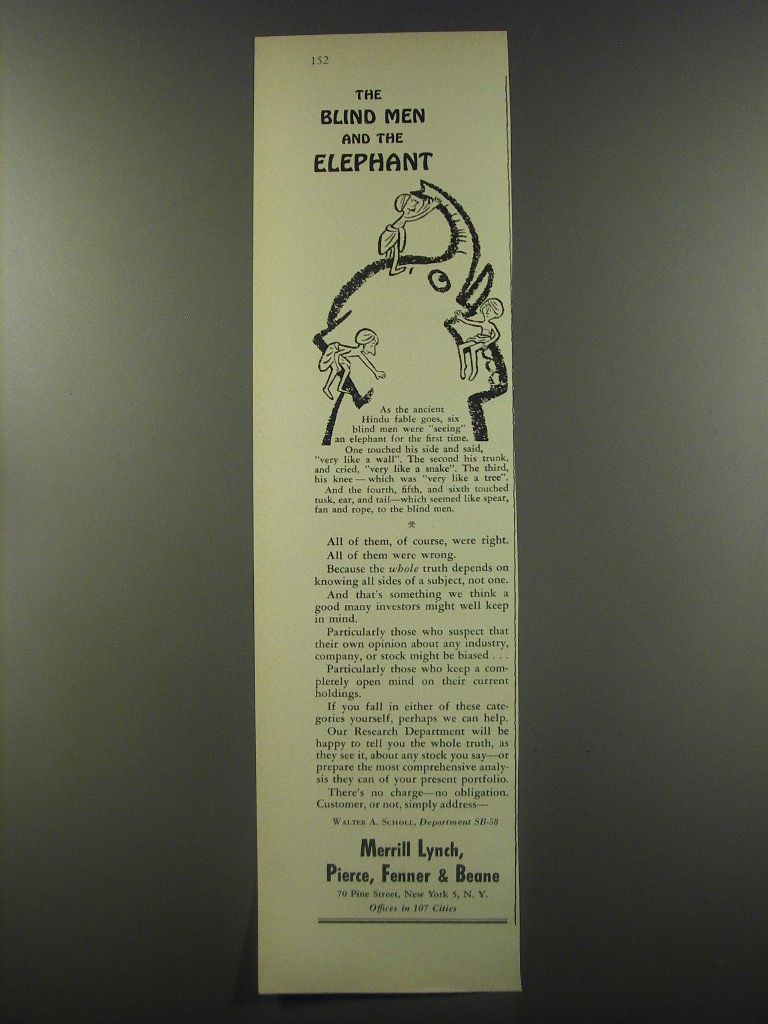 152
THE
BLIND MEN
AND THE
ELEPHANT
As the ancient
Hindu fable goes, six
blind men were "seeing"
an elephant for the first time.
One touched his side and said,
"very like a wall". The second his trunk,
and cried, "very like a snake". The third,
his knee—which was "very like a tree".
And the fourth, fifth, and sixth touched
tusk, ear, and tail—which seemed like spear,
fan and rope, to the blind men.
All of them, of course, were right.
All of them were wrong.
Because the whole truth depends on
knowing all sides of a subject, not one.
And that's something we think a
good many investors might well keep
in mind.
Particularly those who suspect that
their own opinion about any industry,
company, or stock might be biased . . .
Particularly those who keep a com-
pletely open mind on their current
holdings.
If you fall in either of these cate-
gories yourself, perhaps we can help.
Our Research Department will be
happy to tell you the whole truth, as
they see it, about any stock you say—or
prepare the most comprehensive analy-
sis they can of your present portfolio.
There's no charge—no obligation.
Customer, or not, simply address—
WALTER A. SCHOLL, Department SB-58
Merrill Lynch,
Pierce, Fenner & Beane
70 Pine Street, New York 5, N. Y.
Offices in 107 Cities